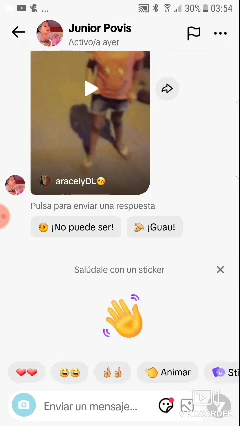 30% 03:54
Junior Povis
Activo/a ayer
aracelyDL
Pulsa para enviar una respuesta
¡No puede ser!
¡Guau!
Salúdale con un sticker
Animar
Sti
Enviar un mensaje...